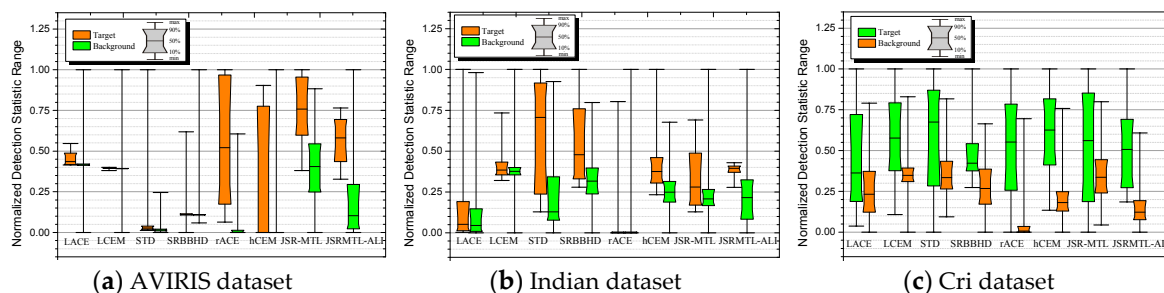 Normalized Detection Statistic Range
1.25
1.00
0.75
0.50
0.25
0.00
Target
Background
max
90%
50%
10%
min
LACE LCEM STD SRBBHD rACE hCEM JSR-MTL JSRMTL-ALI
(a) AVIRIS dataset
Normalized Detection Statistic Range
1.25
1.00
0.75
0.50
0.25
0.00
Target
Background
max
90%
50%
10%
min
LACE LCEM STD SRBBHD rACE hCEM JSR-MTL JSRMTL-ALI
(b) Indian dataset
Normalized Detection Statistic Range
1.25
1.00
0.75
0.50
0.25
0.00
Target
Background
max
90%
50%
10%
min
LACE LCEM STD SRBBHD rACE hCEM JSR-MTL JSRMTL-ALI
(c) Cri dataset